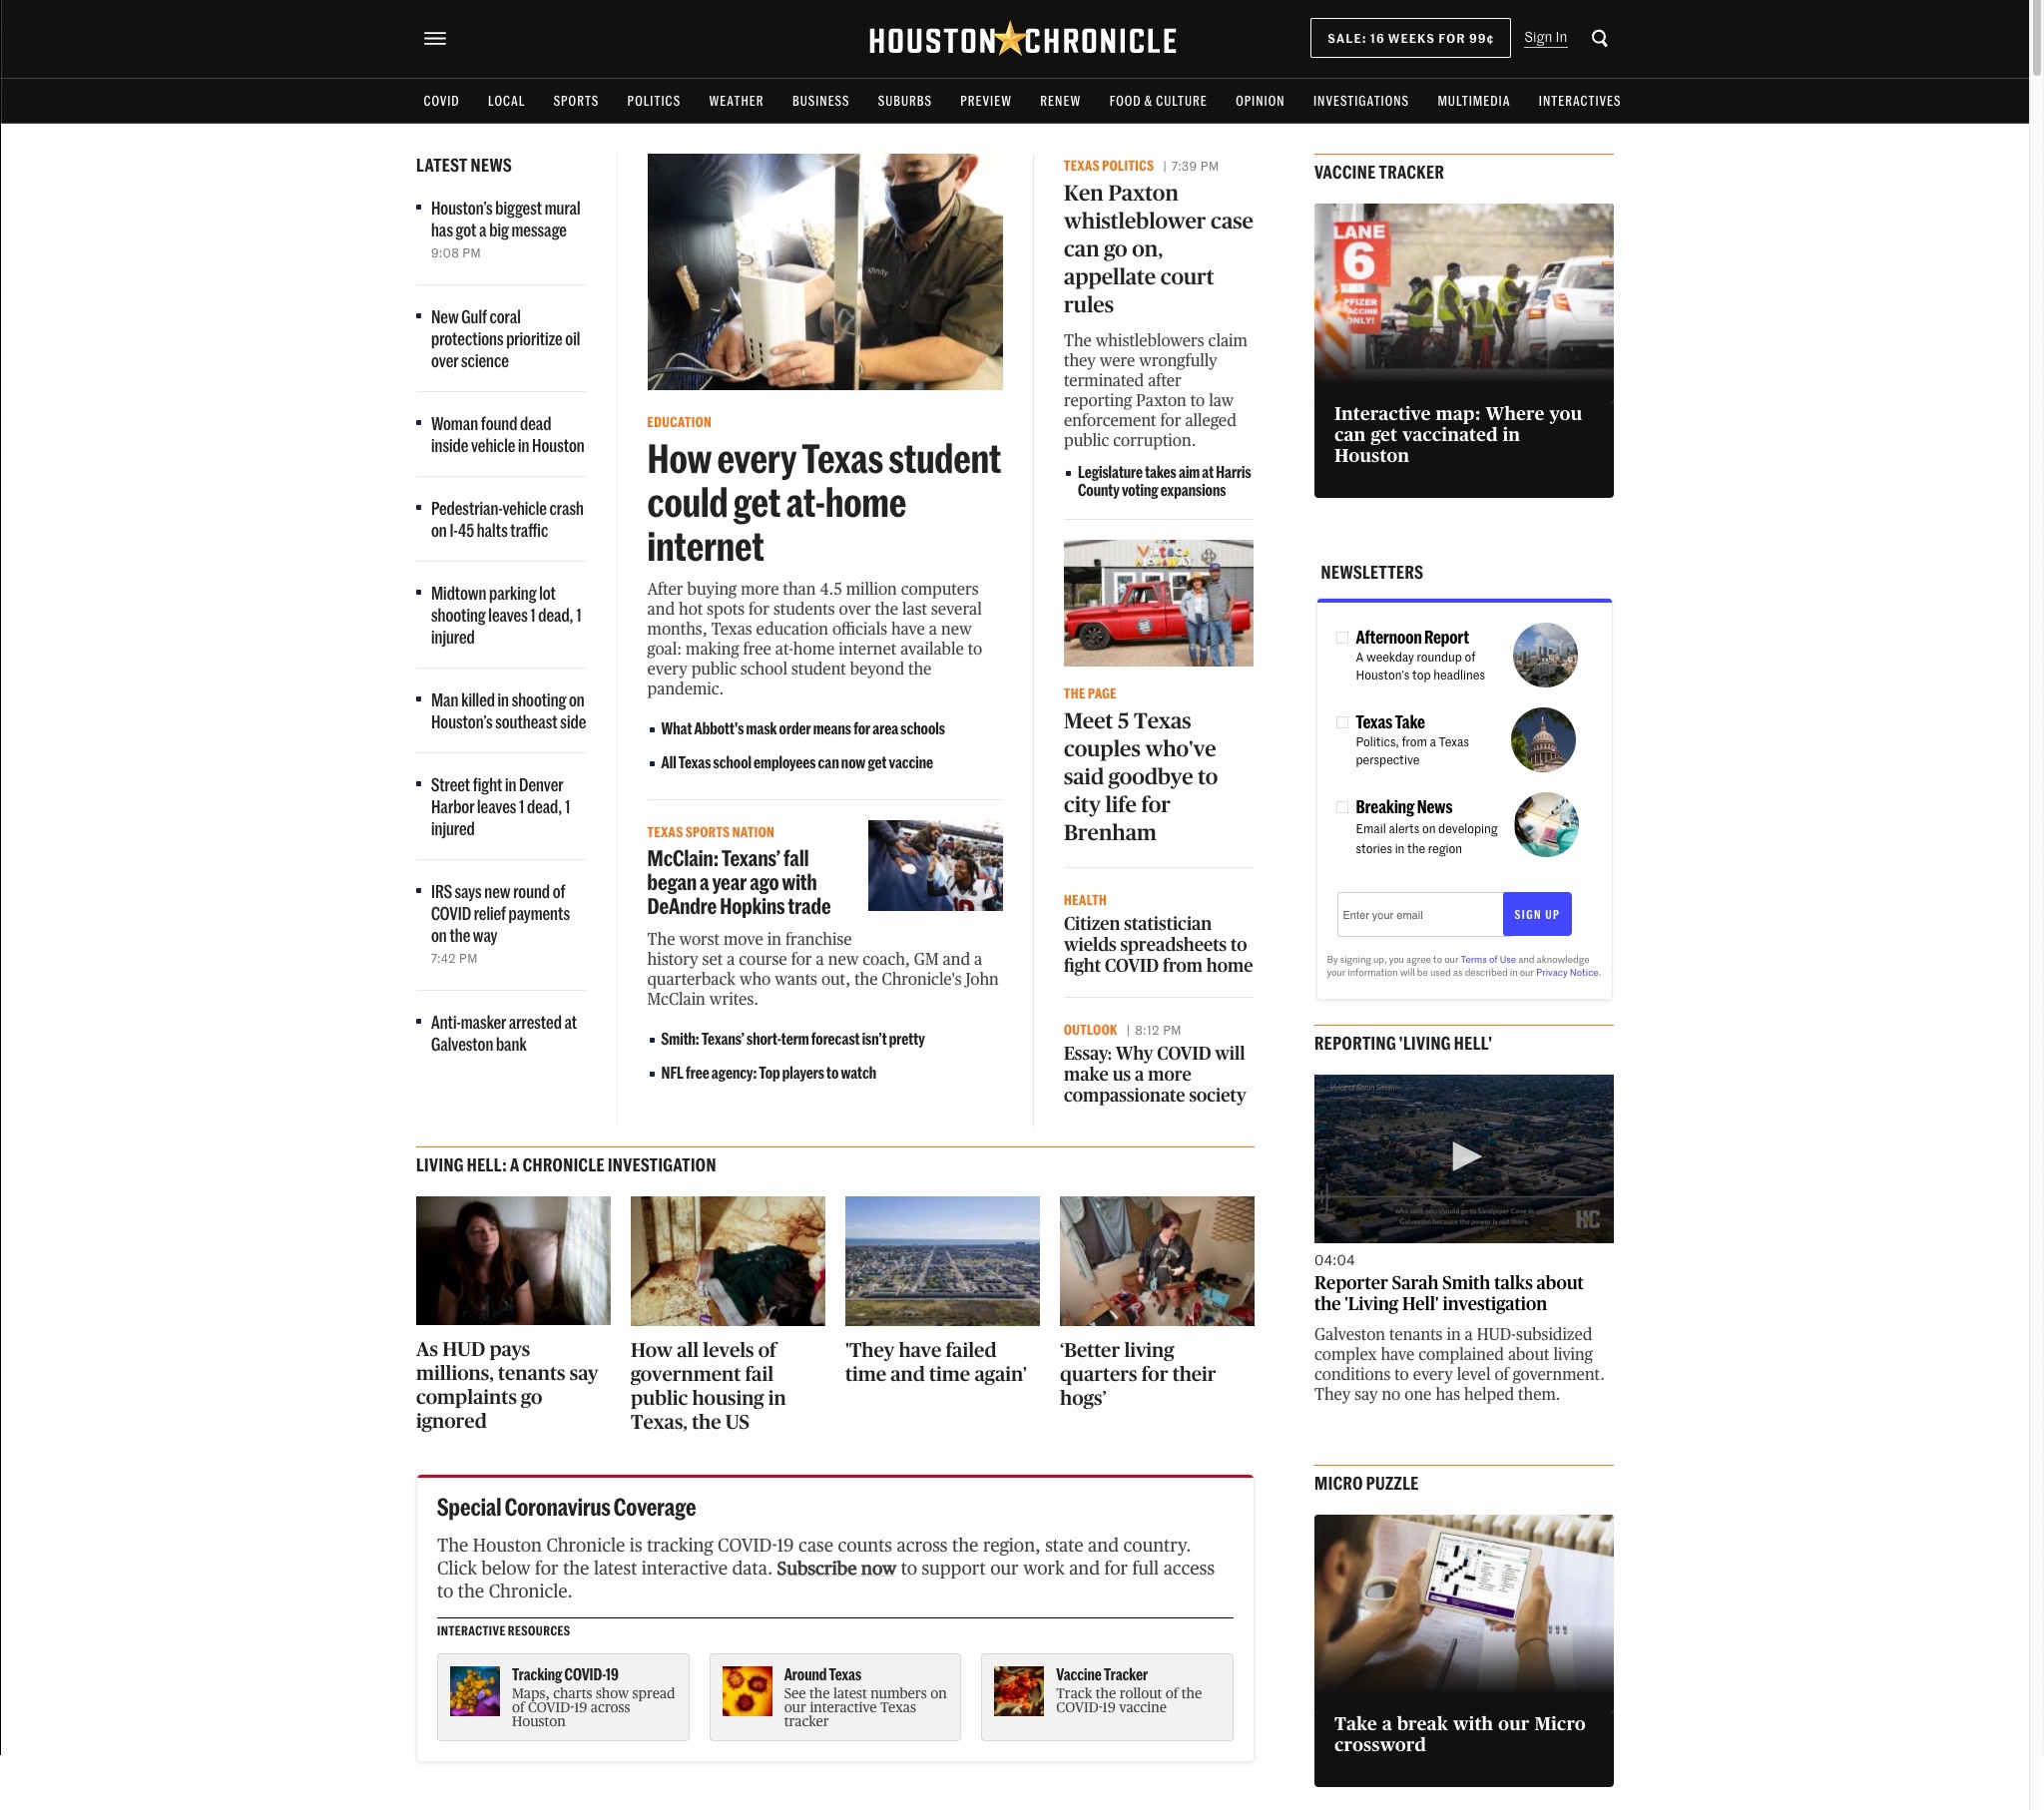 HOUSTON CHRONICLE
SALE: 16 WEEKS FOR 99¢
Sign In
COVID LOCAL SPORTS POLITICS WEATHER BUSINESS SUBURBS PREVIEW RENEW FOOD & CULTURE OPINION INVESTIGATIONS MULTIMEDIA INTERACTIVES
LATEST NEWS
Houston's biggest mural
has got a big message
9:08 PM
New Gulf coral
protections prioritize oil
over science
Woman found dead
inside vehicle in Houston
Pedestrian-vehicle crash
on I-45 halts traffic
Midtown parking lot
shooting leaves 1 dead, 1
injured
Man killed in shooting on
Houston's southeast side
Street fight in Denver
Harbor leaves 1 dead, 1
injured
IRS says new round of
COVID relief payments
on the way
7:42 PM
Anti-masker arrested at
Galveston bank
xfinity
EDUCATION
How every Texas student
could get at-home
internet
After buying more than 4.5 million computers
and hot spots for students over the last several
months, Texas education officials have a new
goal: making free at-home internet available to
every public school student beyond the
pandemic.
What Abbott's mask order means for area schools
All Texas school employees can now get vaccine
TEXAS SPORTS NATION
McClain: Texans' fall
began a year ago with
DeAndre Hopkins trade
The worst move in franchise
history set a course for a new coach, GM and a
quarterback who wants out, the Chronicle's John
McClain writes.
Smith: Texans' short-term forecast isn't pretty
NFL free agency: Top players to watch
TEXAS POLITICS | 7:39 PM
Ken Paxton
whistleblower case
can go on,
appellate court
rules
The whistleblowers claim
they were wrongfully
terminated after
reporting Paxton to law
enforcement for alleged
public corruption.
Legislature takes aim at Harris
County voting expansions
THE PAGE
Meet 5 Texas
couples who've
said goodbye to
city life for
Brenham
HEALTH
Citizen statistician
wields spreadsheets to
fight COVID from home
OUTLOOK | 8:12 PM
Essay: Why COVID will
make us a more
compassionate society
VACCINE TRACKER
LANE
6
PFIZER
VACCINE
ONLY!
Interactive map: Where you
can get vaccinated in
Houston
NEWSLETTERS
Afternoon Report
A weekday roundup of
Houston's top headlines
Texas Take
Politics, from a Texas
perspective
Breaking News
Email alerts on developing
stories in the region
Enter your email
SIGN UP
By signing up, you agree to our Terms of Use and aknowledge
your information will be used as described in our Privacy Notice.
REPORTING 'LIVING HELL'
who said, you should go to Sandpiper Cove in
Galveston because the power is out there.
HC
04:04
Reporter Sarah Smith talks about
the 'Living Hell' investigation
Galveston tenants in a HUD-subsidized
complex have complained about living
conditions to every level of government.
They say no one has helped them.
LIVING HELL: A CHRONICLE INVESTIGATION
As HUD pays
millions, tenants say
complaints go
ignored
How all levels of
government fail
public housing in
Texas, the US
'They have failed
time and time again'
‘Better living
quarters for their
hogs’
Special Coronavirus Coverage
The Houston Chronicle is tracking COVID-19 case counts across the region, state and country.
Click below for the latest interactive data. Subscribe now to support our work and for full access
to the Chronicle.
INTERACTIVE RESOURCES
Tracking COVID-19
Maps, charts show spread
of COVID-19 across
Houston
Around Texas
See the latest numbers on
our interactive Texas
tracker
Vaccine Tracker
Track the rollout of the
COVID-19 vaccine
MICRO PUZZLE
Take a break with our Micro
crossword